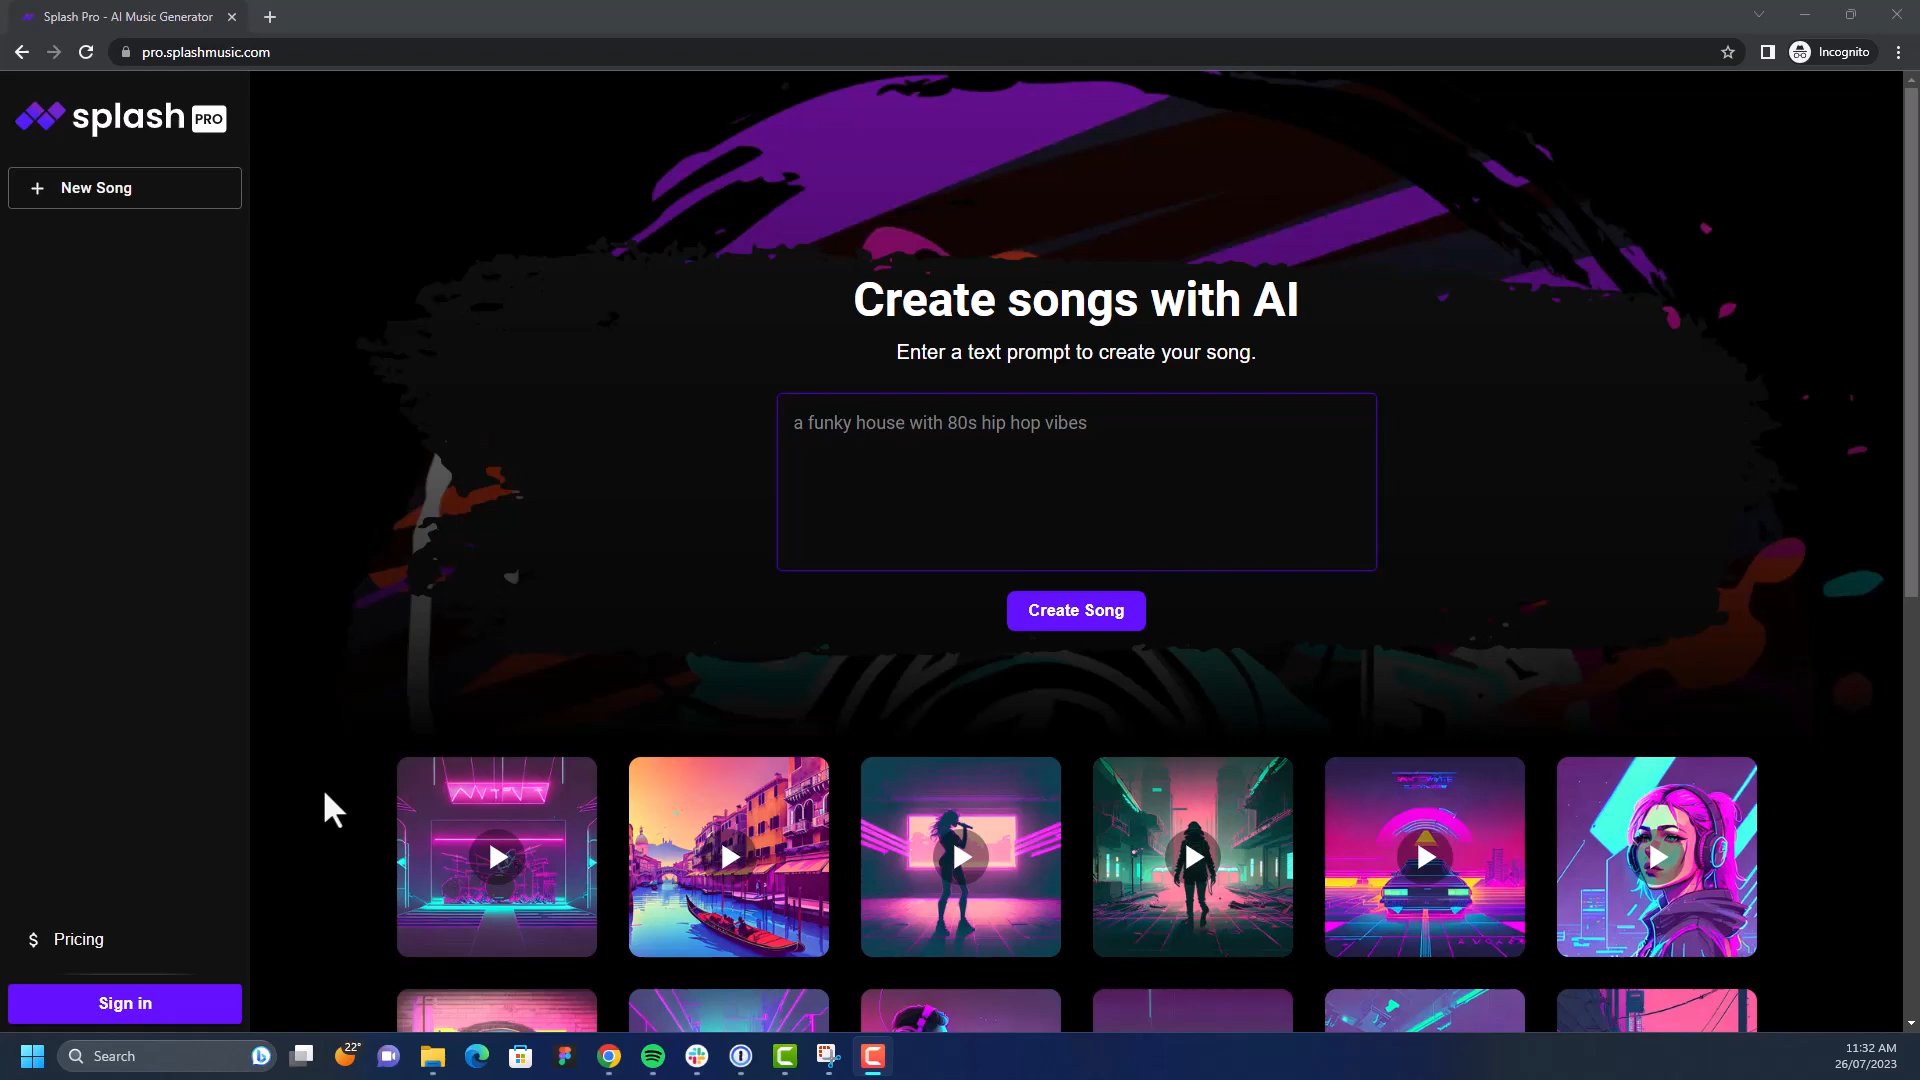 Splash Pro - AI Music Generator
pro.splashmusic.com
Incognito
splash PRO
New Song
Create songs with AI
Enter a text prompt to create your song.
a funky house with 80s hip hop vibes
Create Song
$ Pricing
Sign in
Search
22°
11:32 AM
26/07/2023